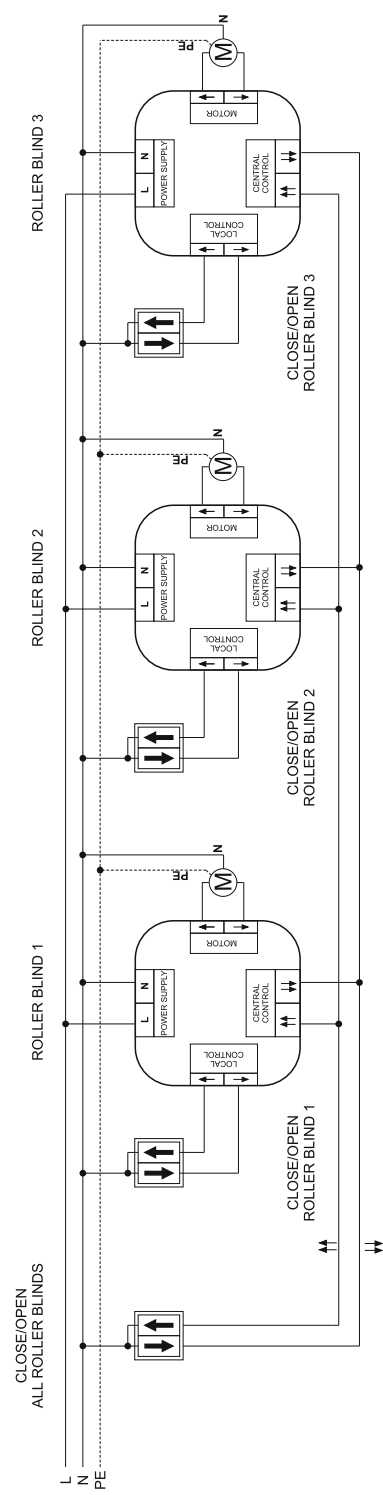 CLOSE/OPEN
ALL ROLLER BLINDS
L
N
PE
ROLLER BLIND 1
L
N
POWER SUPPLY
LOCAL
CONTROL
CENTRAL
CONTROL
MOTOR
M
PE
N
CLOSE/OPEN
ROLLER BLIND 1
ROLLER BLIND 2
L
N
POWER SUPPLY
LOCAL
CONTROL
CENTRAL
CONTROL
MOTOR
M
PE
N
CLOSE/OPEN
ROLLER BLIND 2
ROLLER BLIND 3
L
N
POWER SUPPLY
LOCAL
CONTROL
CENTRAL
CONTROL
MOTOR
M
PE
N
CLOSE/OPEN
ROLLER BLIND 3